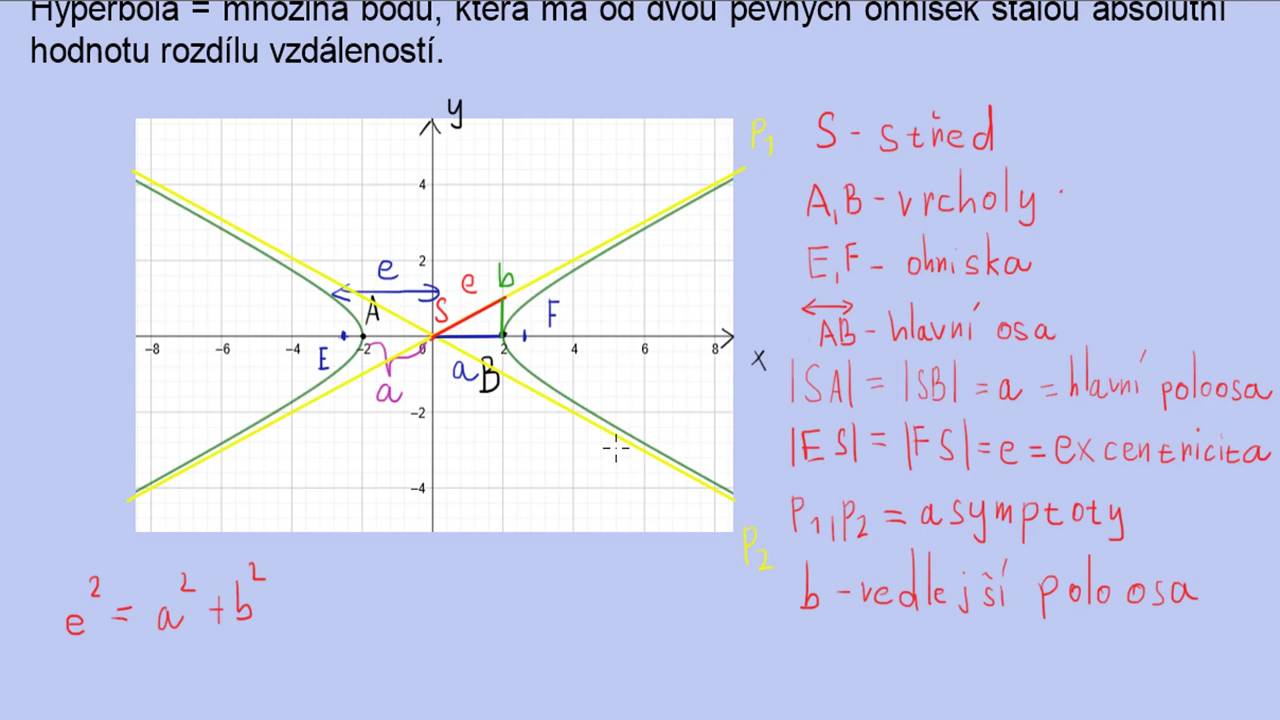 Hyperbola = množina bodů, která má od dvou pevných ohnisek stálou absolutní
hodnotu rozdílu vzdáleností.
y
P1
4
2
e
e
b
A
S
F
-8
-6
-4
-2
0
2
4
6
8
x
E
a
a
B
-2
-4
P2
S - střed
A,B - vrcholy
E,F - ohniska
AB - hlavní osa
|SA| = |SB| = a = hlavní poloosa
|ES| = |FS| = e = excentricita
P1,P2 = asymptoty
b - vedlejší poloosa
e² = a² + b²